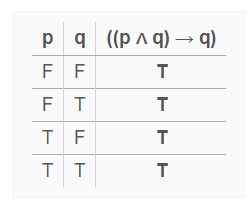 p q ((p ∧ q) → q)
F F T
F T T
T F T
T T T